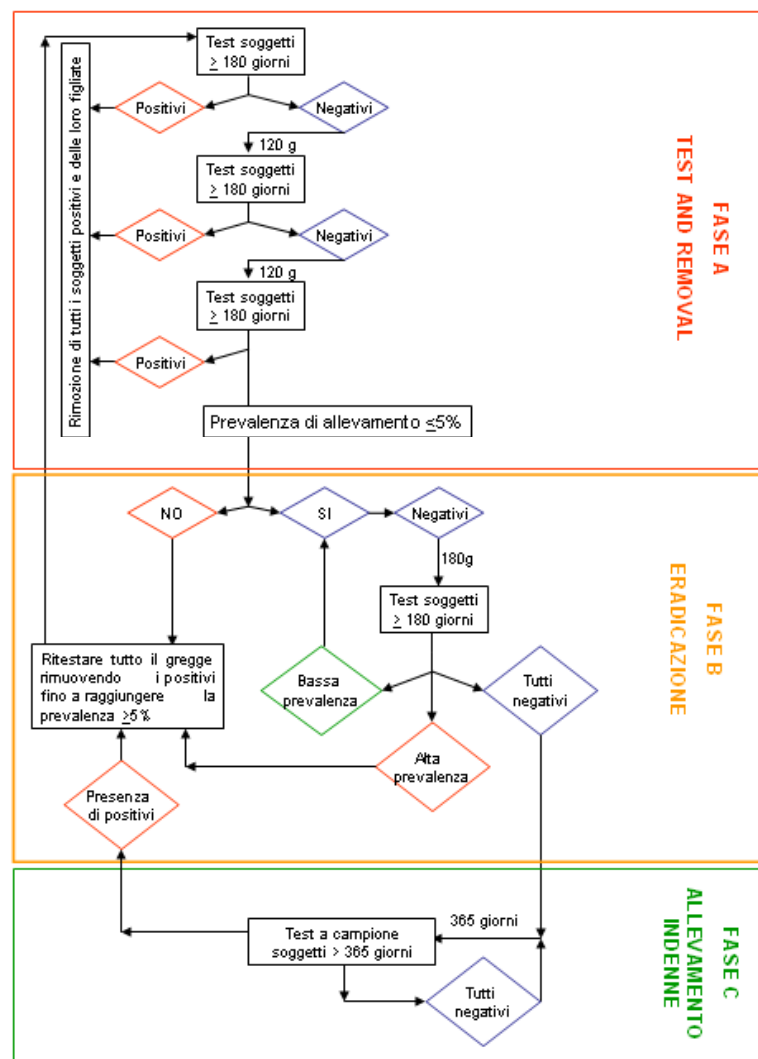 Test soggetti
≥ 180 giorni
Positivi
Negativi
120 g
Test soggetti
≥ 180 giorni
Positivi
Negativi
120 g
Test soggetti
≥ 180 giorni
Positivi
Rimozione di tutti i soggetti positivi e delle loro figliate
Prevalenza di allevamento ≤5%
FASE A
TEST AND REMOVAL
NO
SI
Negativi
180g
Test soggetti
≥ 180 giorni
Ritestare tutto il gregge
rimuovendo i positivi
fino a raggiungere la
prevalenza ≥5%
Bassa
prevalenza
Tutti
negativi
Alta
prevalenza
Presenza
di positivi
FASE B
ERADICAZIONE
365 giorni
Test a campione
soggetti > 365 giorni
Tutti
negativi
FASE C
ALLEVAMENTO
INDENNE